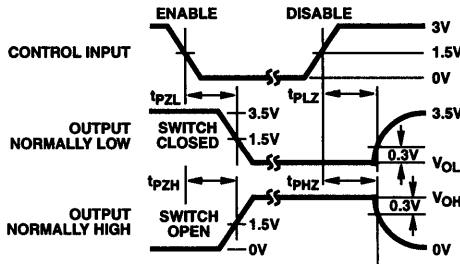 ENABLE DISABLE
3V
CONTROL INPUT 1.5V
0V
tPZL tPLZ
3.5V 3.5V
OUTPUT NORMALLY LOW
SWITCH CLOSED
1.5V
0.3V
VOL
tPZH tPHZ
VOH
0.3V
OUTPUT NORMALLY HIGH
SWITCH OPEN
1.5V
0V